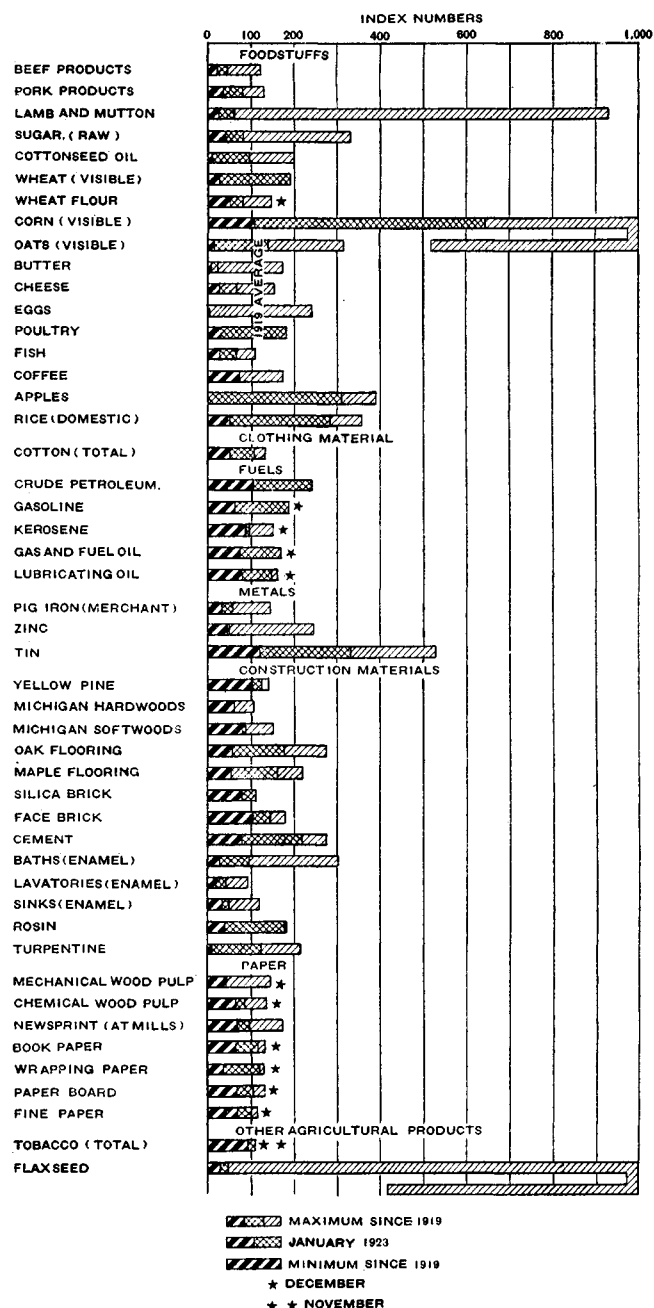 INDEX NUMBERS
0 100 200 400 600 800 1,000
FOODSTUFFS
BEEF PRODUCTS
PORK PRODUCTS
LAMB AND MUTTON
SUGAR, (RAW)
COTTONSEED OIL
WHEAT (VISIBLE)
WHEAT FLOUR ★
CORN (VISIBLE)
OATS (VISIBLE)
1919 AVERAGE
BUTTER
CHEESE
EGGS
POULTRY
FISH
COFFEE
APPLES
RICE (DOMESTIC)
CLOTHING MATERIAL
COTTON (TOTAL)
FUELS
CRUDE PETROLEUM.
GASOLINE ★
KEROSENE ★
GAS AND FUEL OIL ★
LUBRICATING OIL ★
METALS
PIG IRON (MERCHANT)
ZINC
TIN
CONSTRUCTION MATERIALS
YELLOW PINE
MICHIGAN HARDWOODS
MICHIGAN SOFTWOODS
OAK FLOORING
MAPLE FLOORING
SILICA BRICK
FACE BRICK
CEMENT
BATHS (ENAMEL)
LAVATORIES (ENAMEL)
SINKS (ENAMEL)
ROSIN
TURPENTINE
PAPER
MECHANICAL WOOD PULP ★
CHEMICAL WOOD PULP ★
NEWSPRINT (AT MILLS)
BOOK PAPER ★
WRAPPING PAPER ★
PAPER BOARD ★
FINE PAPER ★
OTHER AGRICULTURAL PRODUCTS
TOBACCO (TOTAL) ★ ★
FLAXSEED
MAXIMUM SINCE 1919
JANUARY 1923
MINIMUM SINCE 1919
★ DECEMBER
★ ★ NOVEMBER